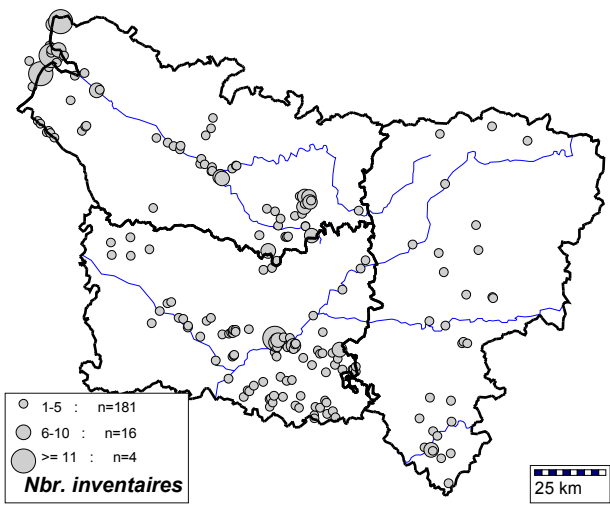 1-5 : n=181
6-10 : n=16
>= 11 : n=4
Nbr. inventaires
25 km